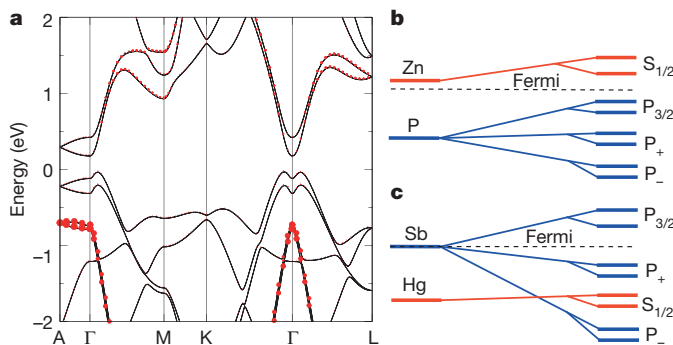 a
Energy (eV)
2
1
0
−1
−2
A Γ M K Γ L
b
Zn
Fermi
S1/2
P3/2
P
P+
P−
c
Sb
Fermi
P3/2
P+
Hg
S1/2
P−